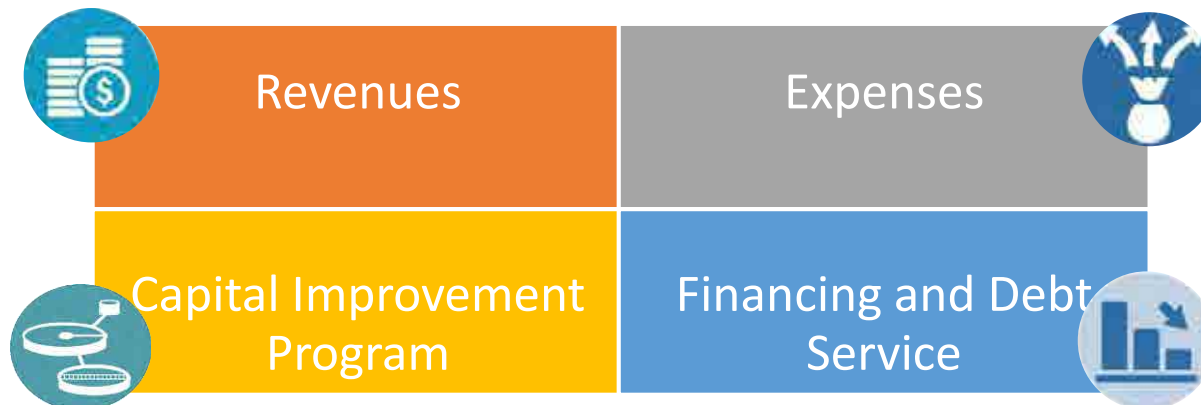 Revenues
Expenses
Capital Improvement
Program
Financing and Debt
Service
$